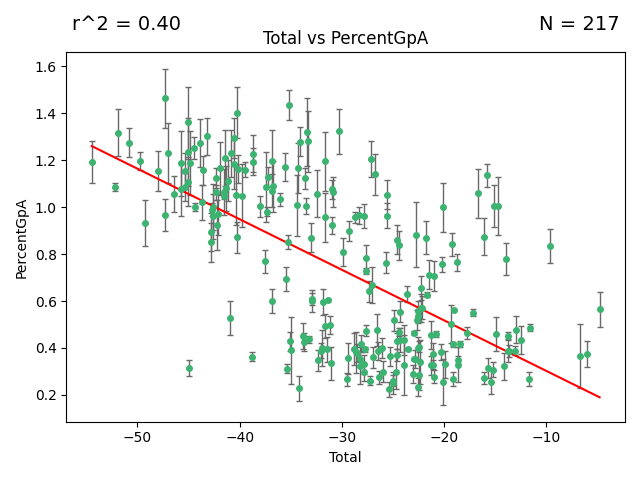 r^2 = 0.40
N = 217
Total vs PercentGpA
1.6
1.4
1.2
1.0
0.8
0.6
0.4
0.2
PercentGpA
−50
−40
−30
−20
−10
Total